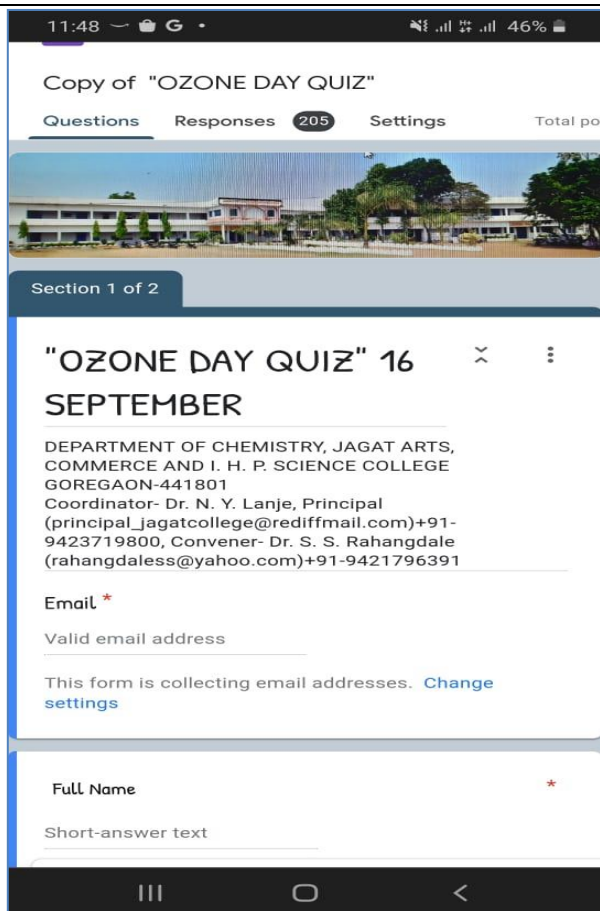 11:48 G • 46%
Copy of "OZONE DAY QUIZ"
Questions Responses 205 Settings Total po
Section 1 of 2
"OZONE DAY QUIZ" 16
SEPTEMBER
DEPARTMENT OF CHEMISTRY, JAGAT ARTS,
COMMERCE AND I. H. P. SCIENCE COLLEGE
GOREGAON-441801
Coordinator- Dr. N. Y. Lanje, Principal
(principal_jagatcollege@rediffmail.com)+91-
9423719800, Convener- Dr. S. S. Rahangdale
(rahangdaless@yahoo.com)+91-9421796391
Email *
Valid email address
This form is collecting email addresses. Change
settings
Full Name *
Short-answer text